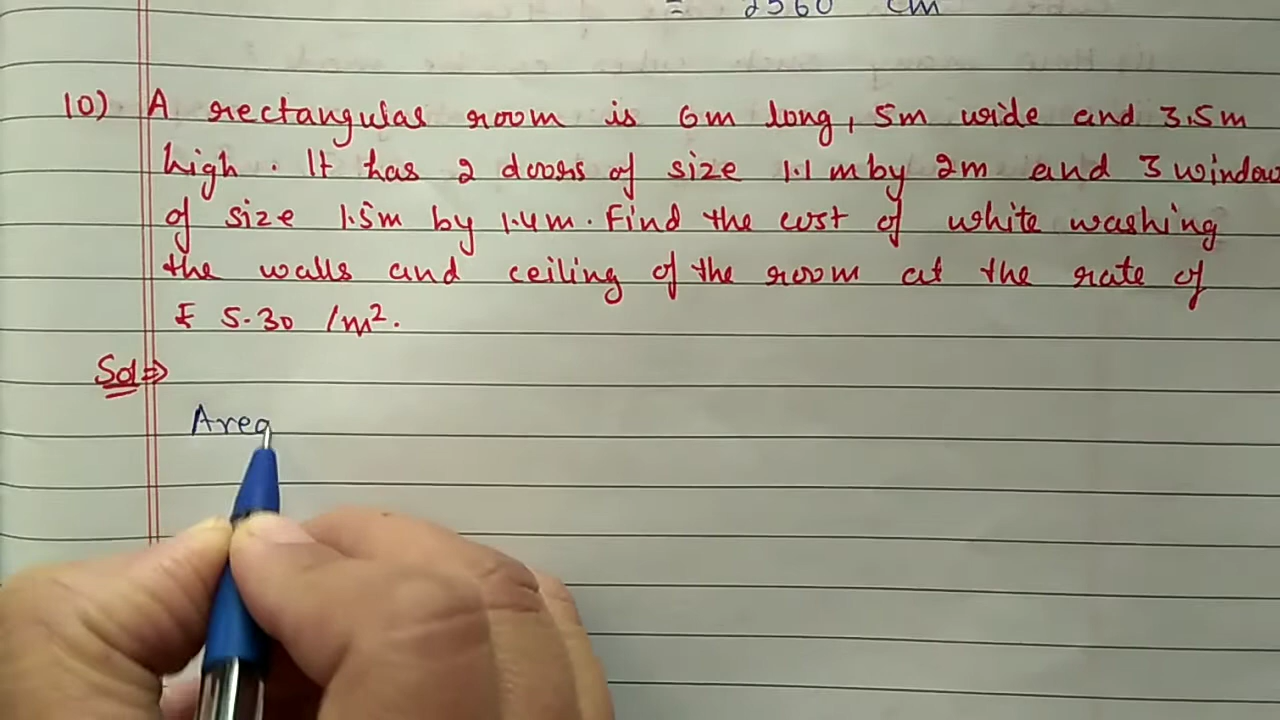 = 2560 cm
10) A rectangular room is 6m long, 5m wide and 3.5m
high. It has 2 doors of size 1.1 m by 2m and 3 window
of size 1.5m by 1.4m. Find the cost of white washing
the walls and ceiling of the room at the rate of
₹ 5.30 /m².
Sol⇒
Area